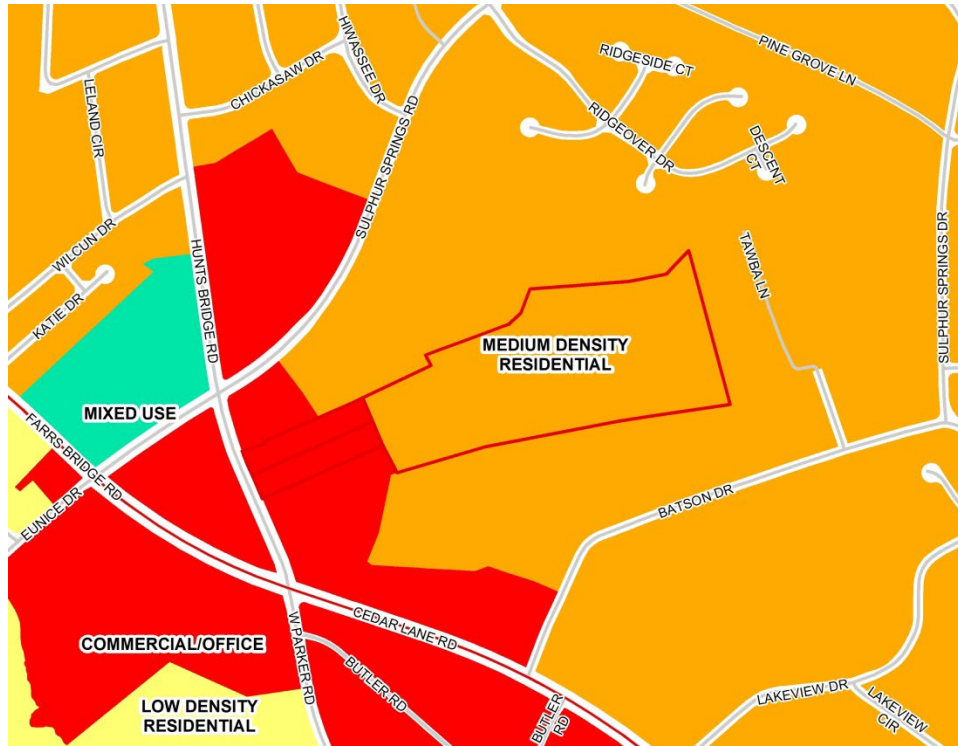 HIWASSEE DR
RIDGESIDE CT
PINE GROVE LN
CHICKASAW DR
LELAND CIR
SULPHUR SPRINGS RD
RIDGEOVER DR
DESCENT
CT
WILCUN DR
HUNTS BRIDGE RD
TAWBA LN
SULPHUR SPRINGS DR
KATIE DR
MEDIUM DENSITY
RESIDENTIAL
MIXED USE
FARRS BRIDGE RD
EUNICE DR
BATSON DR
CEDAR LANE RD
W PARKER RD
COMMERCIAL/OFFICE
BUTLER RD
LOW DENSITY
RESIDENTIAL
BUTLER
RD
LAKEVIEW DR
LAKEVIEW
CIR